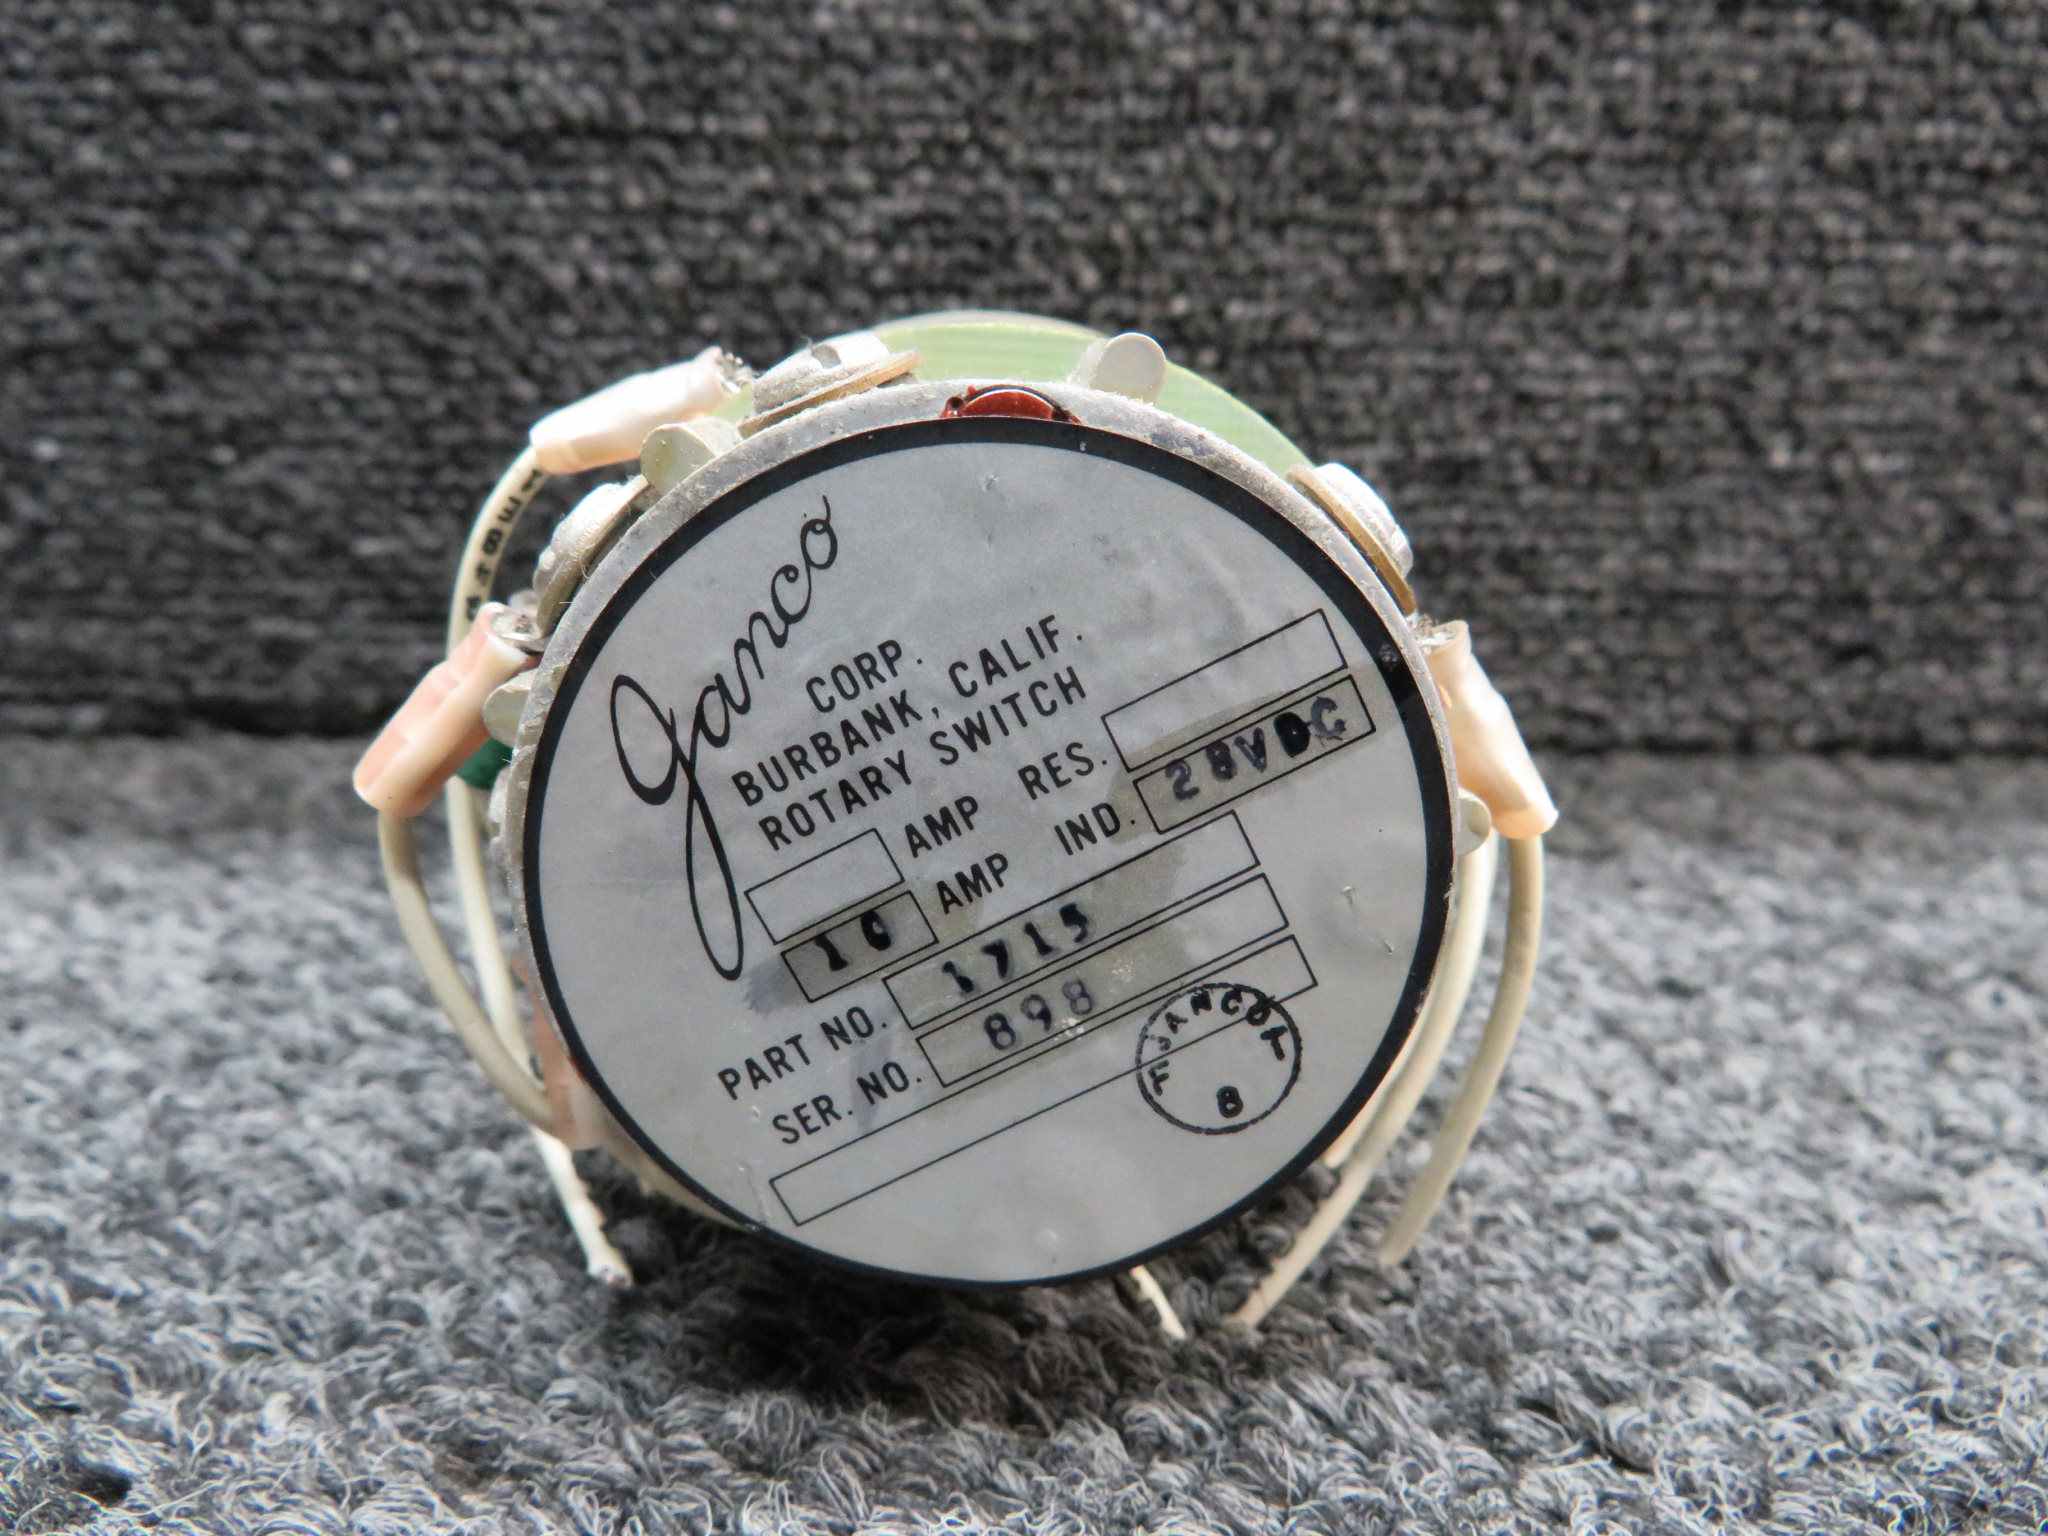 Janco
CORP.
BURBANK, CALIF.
ROTARY SWITCH
AMP RES.
10 AMP IND. 28VDC
PART NO. 1715
SER. NO. 898
JANCO
8